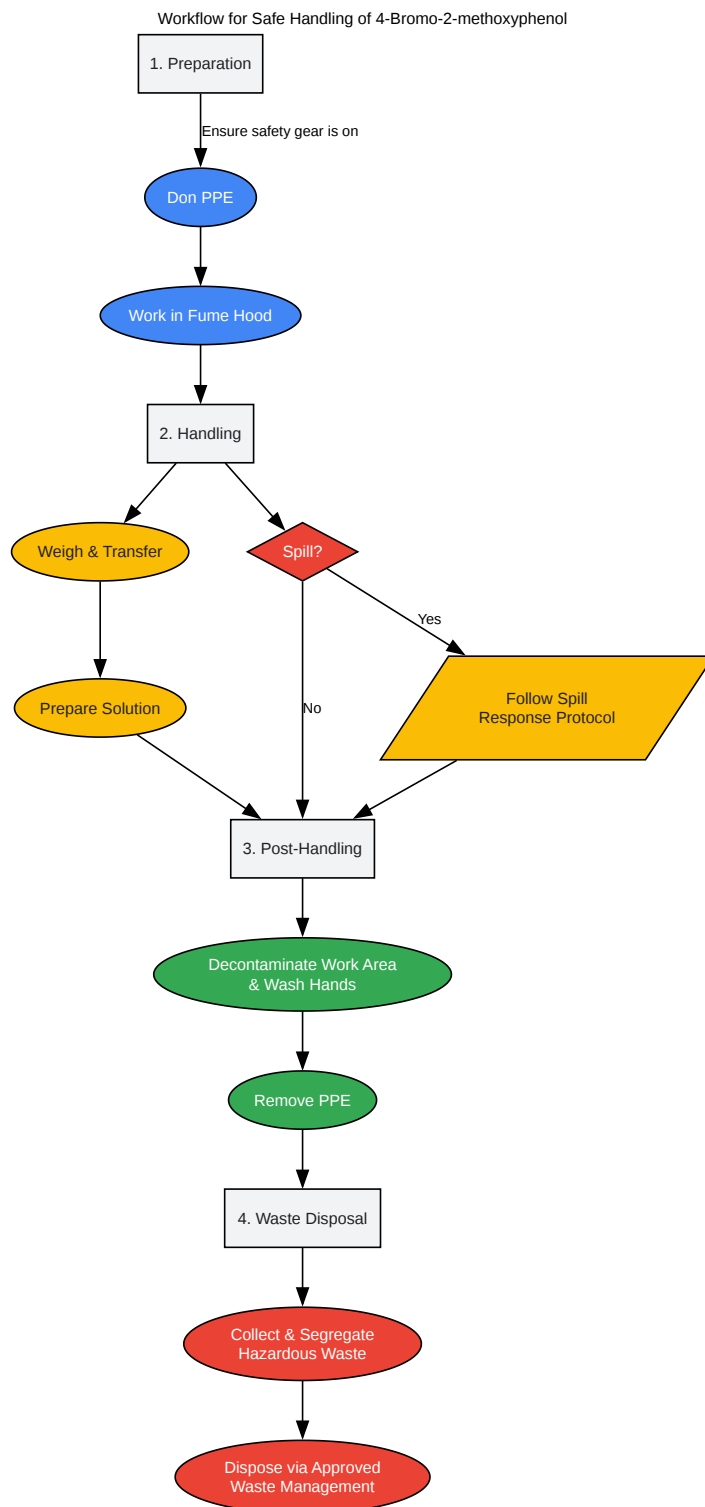 Workflow for Safe Handling of 4-Bromo-2-methoxyphenol
1. Preparation
Ensure safety gear is on
Don PPE
Work in Fume Hood
2. Handling
Weigh & Transfer
Spill?
Yes
Prepare Solution
No
Follow Spill
Response Protocol
3. Post-Handling
Decontaminate Work Area
& Wash Hands
Remove PPE
4. Waste Disposal
Collect & Segregate
Hazardous Waste
Dispose via Approved
Waste Management